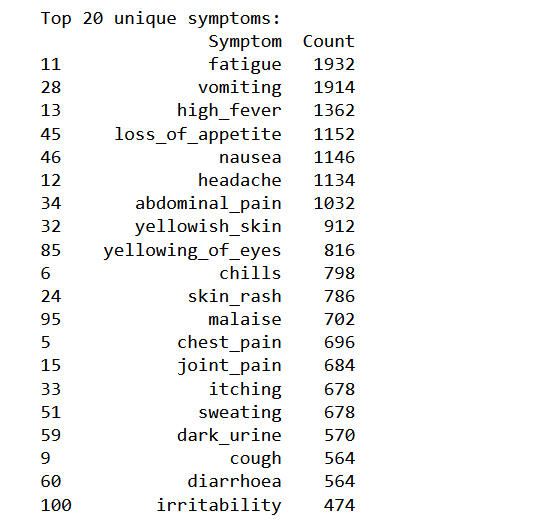 Top 20 unique symptoms:
Symptom Count
11 fatigue 1932
28 vomiting 1914
13 high_fever 1362
45 loss_of_appetite 1152
46 nausea 1146
12 headache 1134
34 abdominal_pain 1032
32 yellowish_skin 912
85 yellowing_of_eyes 816
6 chills 798
24 skin_rash 786
95 malaise 702
5 chest_pain 696
15 joint_pain 684
33 itching 678
51 sweating 678
59 dark_urine 570
9 cough 564
60 diarrhoea 564
100 irritability 474